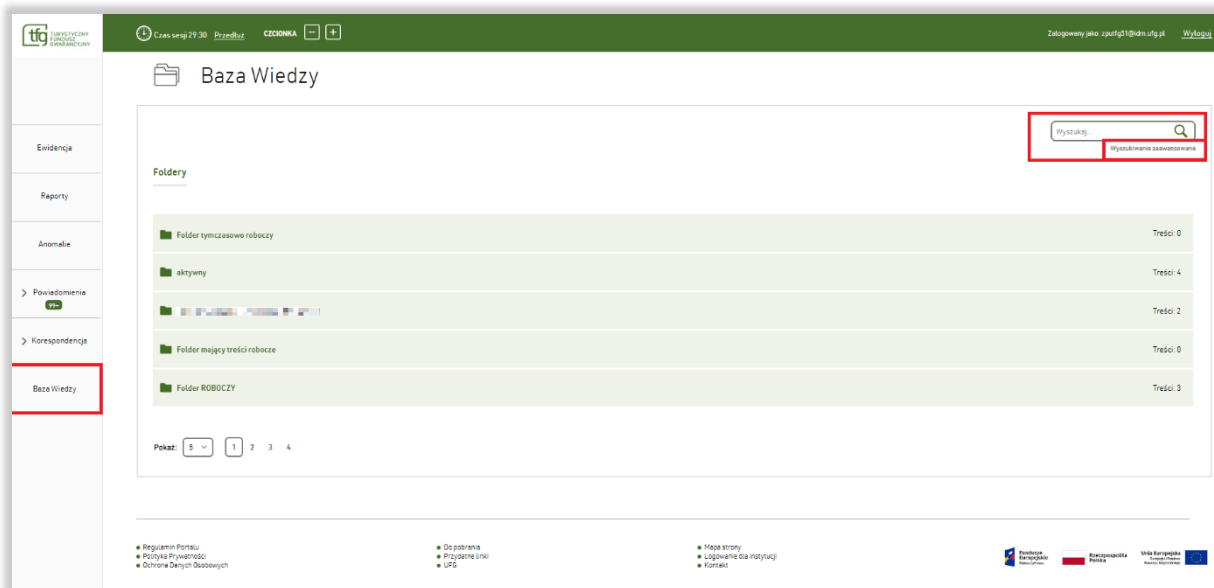 tfg TURYSTYCZNY
FUNDUSZ
GWARANCYJNY
Czas sesji 29:30 Przedłuż CZCIONKA − +
Zalogowany jako: zputfg31@idm.ufg.pl Wyloguj
Baza Wiedzy
Wyszukaj...
Wyszukiwanie zaawansowane
Ewidencja
Raporty
Anomalie
Powiadomienia
99+
Korespondencja
Baza Wiedzy
Foldery
Folder tymczasowo roboczy Treści: 0
aktywny Treści: 4
Treści: 2
Folder mający treści robocze Treści: 0
Folder ROBOCZY Treści: 3
Pokaż: 5 1 2 3 4
Regulamin Portalu
Polityka Prywatności
Ochrona Danych Osobowych
Do pobrania
Przydatne linki
UFG
Mapa strony
Logowanie dla instytucji
Kontakt
Fundusze
Europejskie
Polska Cyfrowa
Rzeczpospolita
Polska
Unia Europejska